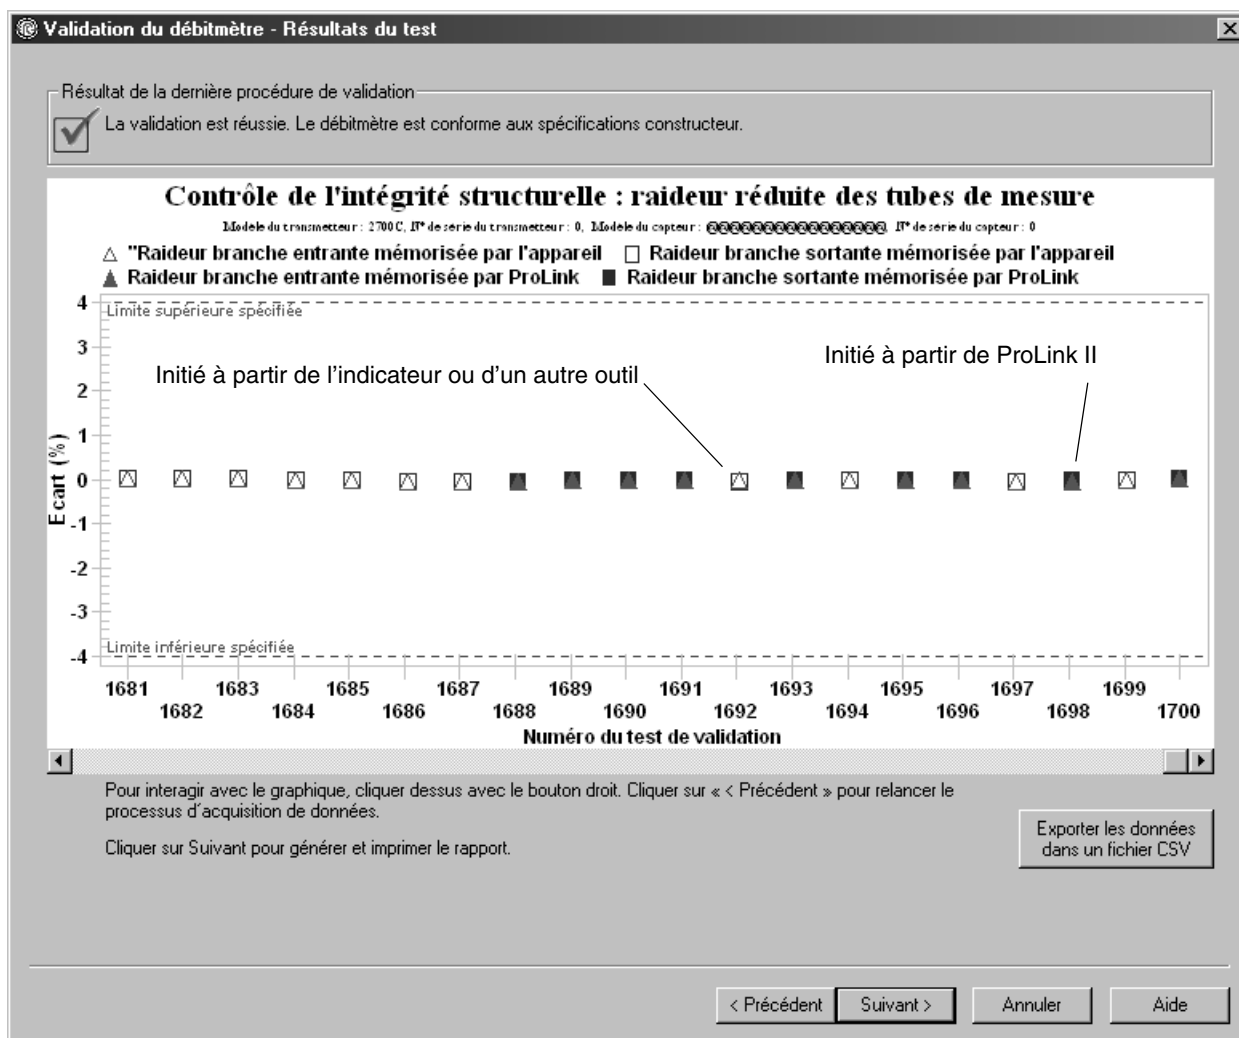 Validation du débitmètre - Résultats du test
Résultat de la dernière procédure de validation
La validation est réussie. Le débitmètre est conforme aux spécifications constructeur.
Contrôle de l'intégrité structurelle : raideur réduite des tubes de mesure
Modèle du transmetteur : 2700C, N° de série du transmetteur : 0, Modèle du capteur : @@@@@@@@@@@@@@@@, N° de série du capteur : 0
"Raideur branche entrante mémorisée par l'appareil
Raideur branche sortante mémorisée par l'appareil
Raideur branche entrante mémorisée par ProLink
Raideur branche sortante mémorisée par ProLink
Limite supérieure spécifiée
Initié à partir de l'indicateur ou d'un autre outil
Initié à partir de ProLink II
Ecart (%)
4
3
2
1
0
-1
-2
-3
-4
Limite inférieure spécifiée
1681 1683 1685 1687 1689 1691 1693 1695 1697 1699
1682 1684 1686 1688 1690 1692 1694 1696 1698 1700
Numéro du test de validation
Pour interagir avec le graphique, cliquer dessus avec le bouton droit. Cliquer sur « < Précédent » pour relancer le
processus d´acquisition de données.
Cliquer sur Suivant pour générer et imprimer le rapport.
Exporter les données
dans un fichier CSV
< Précédent
Suivant >
Annuler
Aide